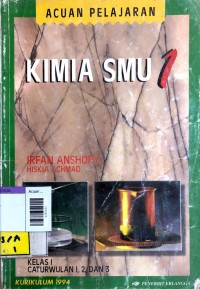 ACUAN PELAJARAN
KIMIA SMU 1
IRFAN ANSHORY
HISKIA ACHMAD
KELAS I
CATURWULAN 1, 2, DAN 3
KURIKULUM 1994
PENERBIT ERLANGGA